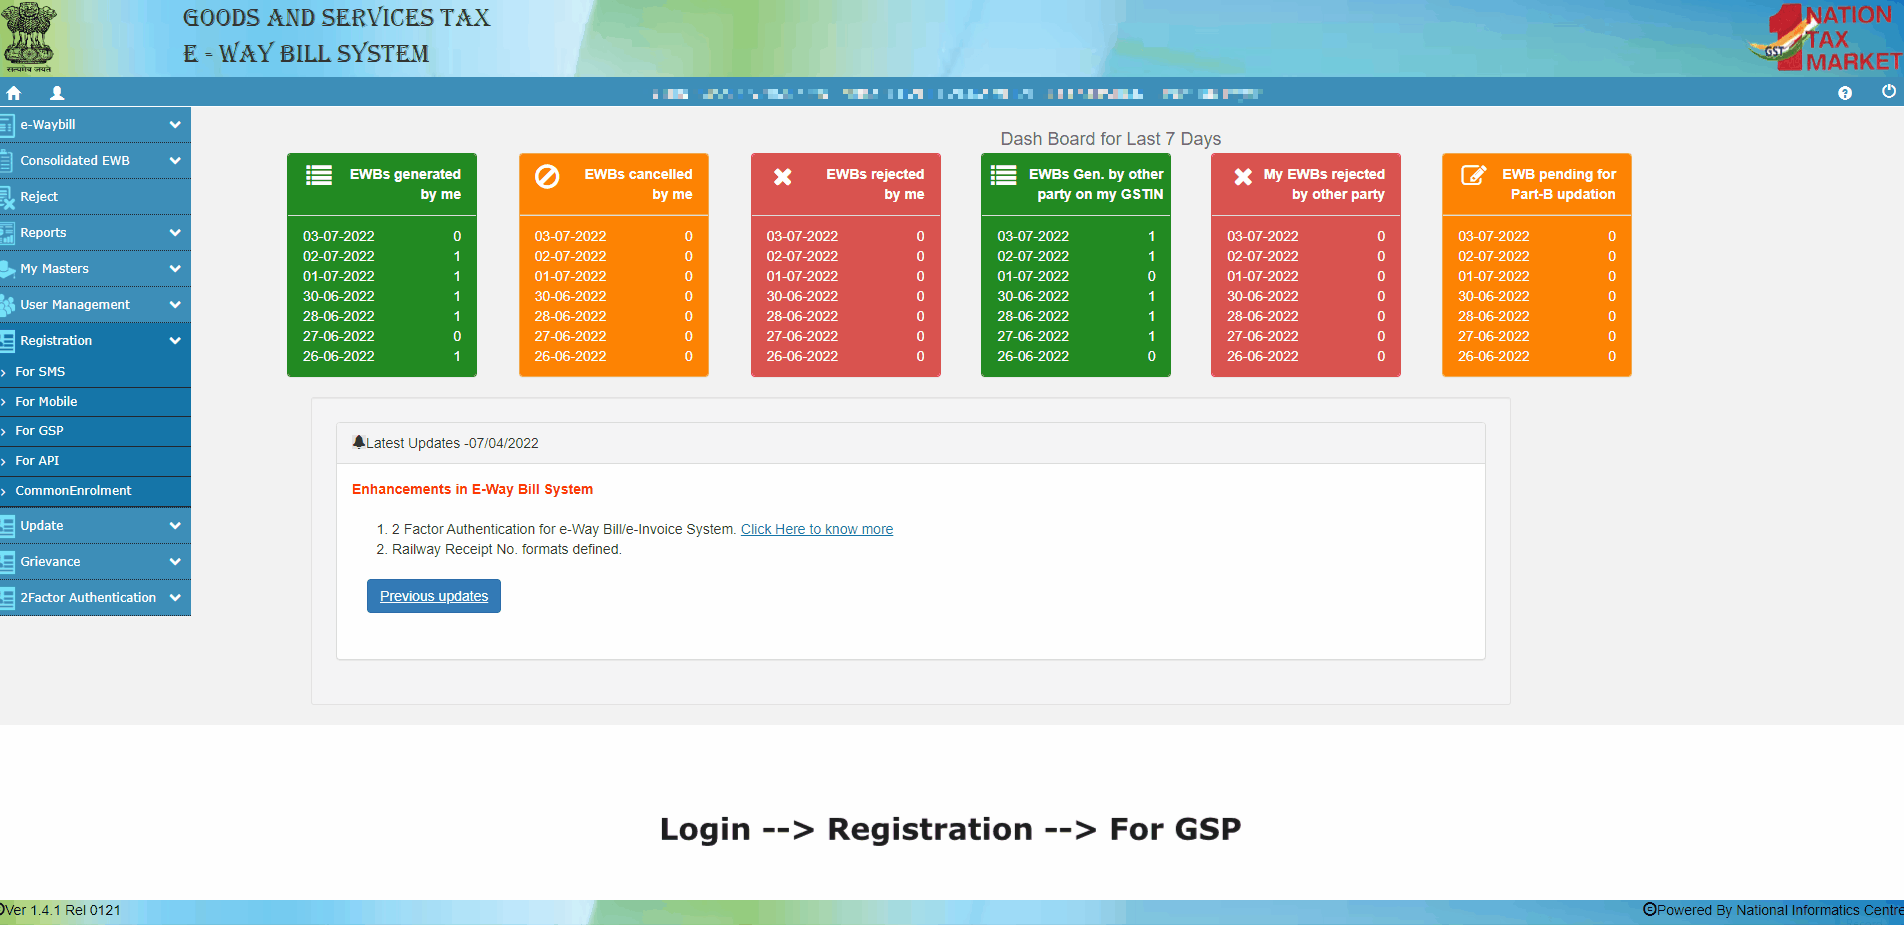 GOODS AND SERVICES TAX
E - WAY BILL SYSTEM
सत्यमेव जयते
NATION
TAX
MARKET
1
GST
e-Waybill
Consolidated EWB
Reject
Reports
My Masters
User Management
Registration
For SMS
For Mobile
For GSP
For API
CommonEnrolment
Update
Grievance
2Factor Authentication
Dash Board for Last 7 Days
EWBs generated
by me
03-07-2022 0
02-07-2022 1
01-07-2022 1
30-06-2022 1
28-06-2022 1
27-06-2022 0
26-06-2022 1
EWBs cancelled
by me
03-07-2022 0
02-07-2022 0
01-07-2022 0
30-06-2022 0
28-06-2022 0
27-06-2022 0
26-06-2022 0
EWBs rejected
by me
03-07-2022 0
02-07-2022 0
01-07-2022 0
30-06-2022 0
28-06-2022 0
27-06-2022 0
26-06-2022 0
EWBs Gen. by other
party on my GSTIN
03-07-2022 1
02-07-2022 1
01-07-2022 0
30-06-2022 1
28-06-2022 1
27-06-2022 1
26-06-2022 0
My EWBs rejected
by other party
03-07-2022 0
02-07-2022 0
01-07-2022 0
30-06-2022 0
28-06-2022 0
27-06-2022 0
26-06-2022 0
EWB pending for
Part-B updation
03-07-2022 0
02-07-2022 0
01-07-2022 0
30-06-2022 0
28-06-2022 0
27-06-2022 0
26-06-2022 0
Latest Updates -07/04/2022
Enhancements in E-Way Bill System
1. 2 Factor Authentication for e-Way Bill/e-Invoice System. Click Here to know more
2. Railway Receipt No. formats defined.
Previous updates
Login --> Registration --> For GSP
Ver 1.4.1 Rel 0121
©Powered By National Informatics Centre